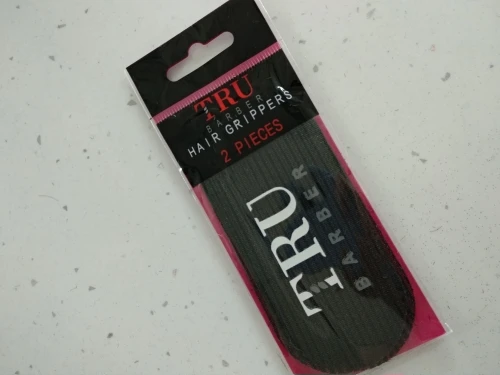 TRU
BARBER
HAIR GRIPPERS
2 PIECES
TRU
BARBER